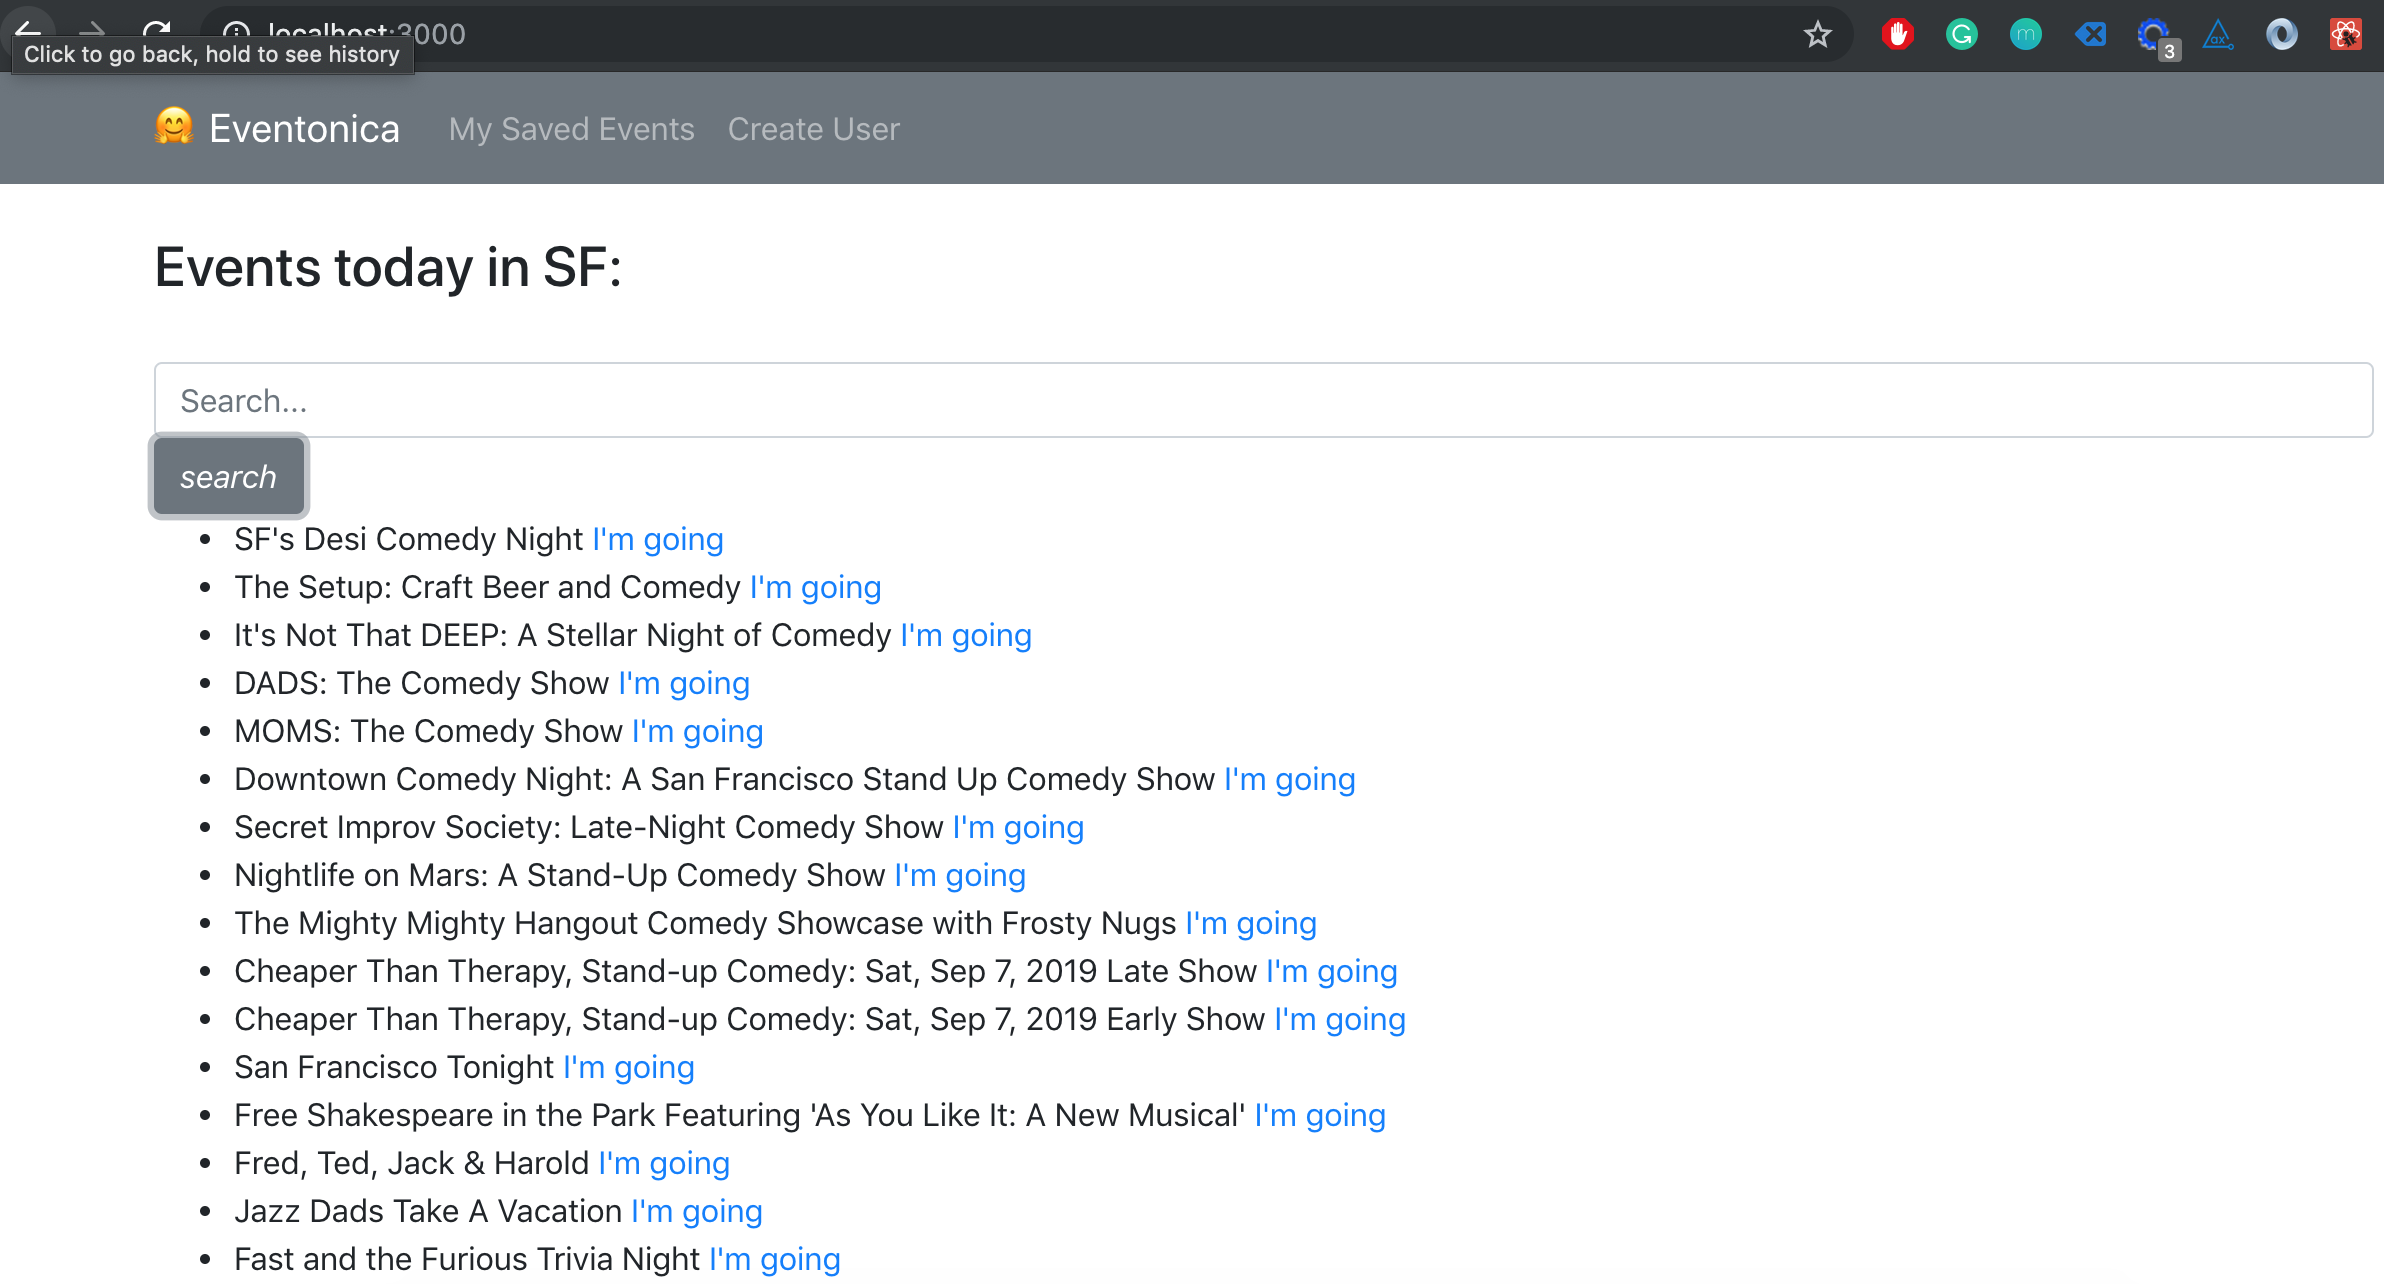 localhost:3000
Click to go back, hold to see history
3
Eventonica My Saved Events Create User
Events today in SF:
Search...
search
SF's Desi Comedy Night I'm going
The Setup: Craft Beer and Comedy I'm going
It's Not That DEEP: A Stellar Night of Comedy I'm going
DADS: The Comedy Show I'm going
MOMS: The Comedy Show I'm going
Downtown Comedy Night: A San Francisco Stand Up Comedy Show I'm going
Secret Improv Society: Late-Night Comedy Show I'm going
Nightlife on Mars: A Stand-Up Comedy Show I'm going
The Mighty Mighty Hangout Comedy Showcase with Frosty Nugs I'm going
Cheaper Than Therapy, Stand-up Comedy: Sat, Sep 7, 2019 Late Show I'm going
Cheaper Than Therapy, Stand-up Comedy: Sat, Sep 7, 2019 Early Show I'm going
San Francisco Tonight I'm going
Free Shakespeare in the Park Featuring 'As You Like It: A New Musical' I'm going
Fred, Ted, Jack & Harold I'm going
Jazz Dads Take A Vacation I'm going
Fast and the Furious Trivia Night I'm going